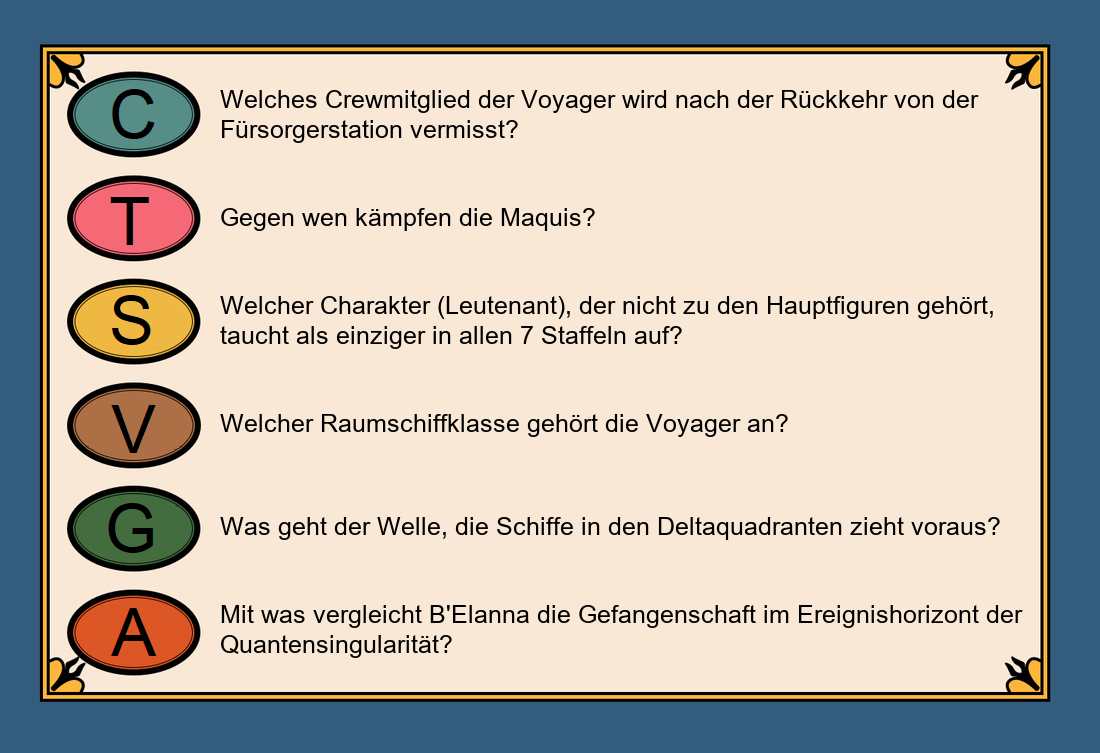 C
Welches Crewmitglied der Voyager wird nach der Rückkehr von der
Fürsorgerstation vermisst?
T
Gegen wen kämpfen die Maquis?
S
Welcher Charakter (Leutenant), der nicht zu den Hauptfiguren gehört,
taucht als einziger in allen 7 Staffeln auf?
V
Welcher Raumschiffklasse gehört die Voyager an?
G
Was geht der Welle, die Schiffe in den Deltaquadranten zieht voraus?
A
Mit was vergleicht B'Elanna die Gefangenschaft im Ereignishorizont der
Quantensingularität?